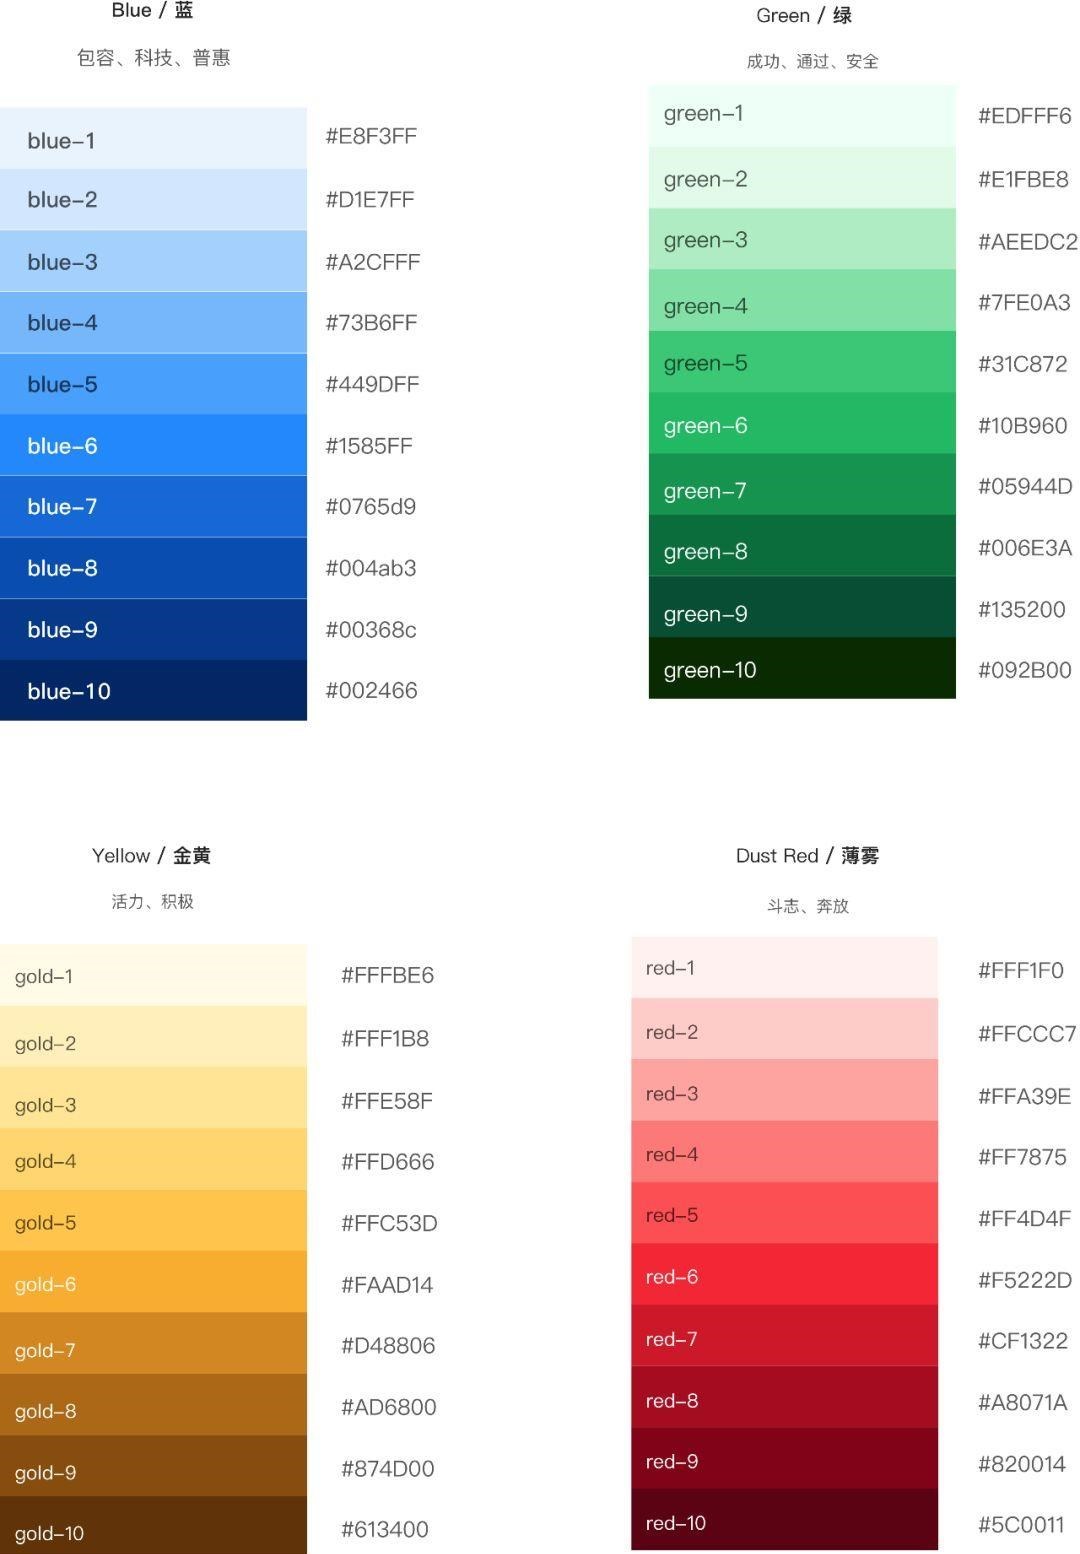 Blue / 蓝
包容、科技、普惠
blue-1 #E8F3FF
blue-2 #D1E7FF
blue-3 #A2CFFF
blue-4 #73B6FF
blue-5 #449DFF
blue-6 #1585FF
blue-7 #0765d9
blue-8 #004ab3
blue-9 #00368c
blue-10 #002466
Green / 绿
成功、通过、安全
green-1 #EDFFF6
green-2 #E1FBE8
green-3 #AEEDC2
green-4 #7FE0A3
green-5 #31C872
green-6 #10B960
green-7 #05944D
green-8 #006E3A
green-9 #135200
green-10 #092B00
Yellow / 金黄
活力、积极
gold-1 #FFFBE6
gold-2 #FFF1B8
gold-3 #FFE58F
gold-4 #FFD666
gold-5 #FFC53D
gold-6 #FAAD14
gold-7 #D48806
gold-8 #AD6800
gold-9 #874D00
gold-10 #613400
Dust Red / 薄雾
斗志、奔放
red-1 #FFF1F0
red-2 #FFCCC7
red-3 #FFA39E
red-4 #FF7875
red-5 #FF4D4F
red-6 #F5222D
red-7 #CF1322
red-8 #A8071A
red-9 #820014
red-10 #5C0011